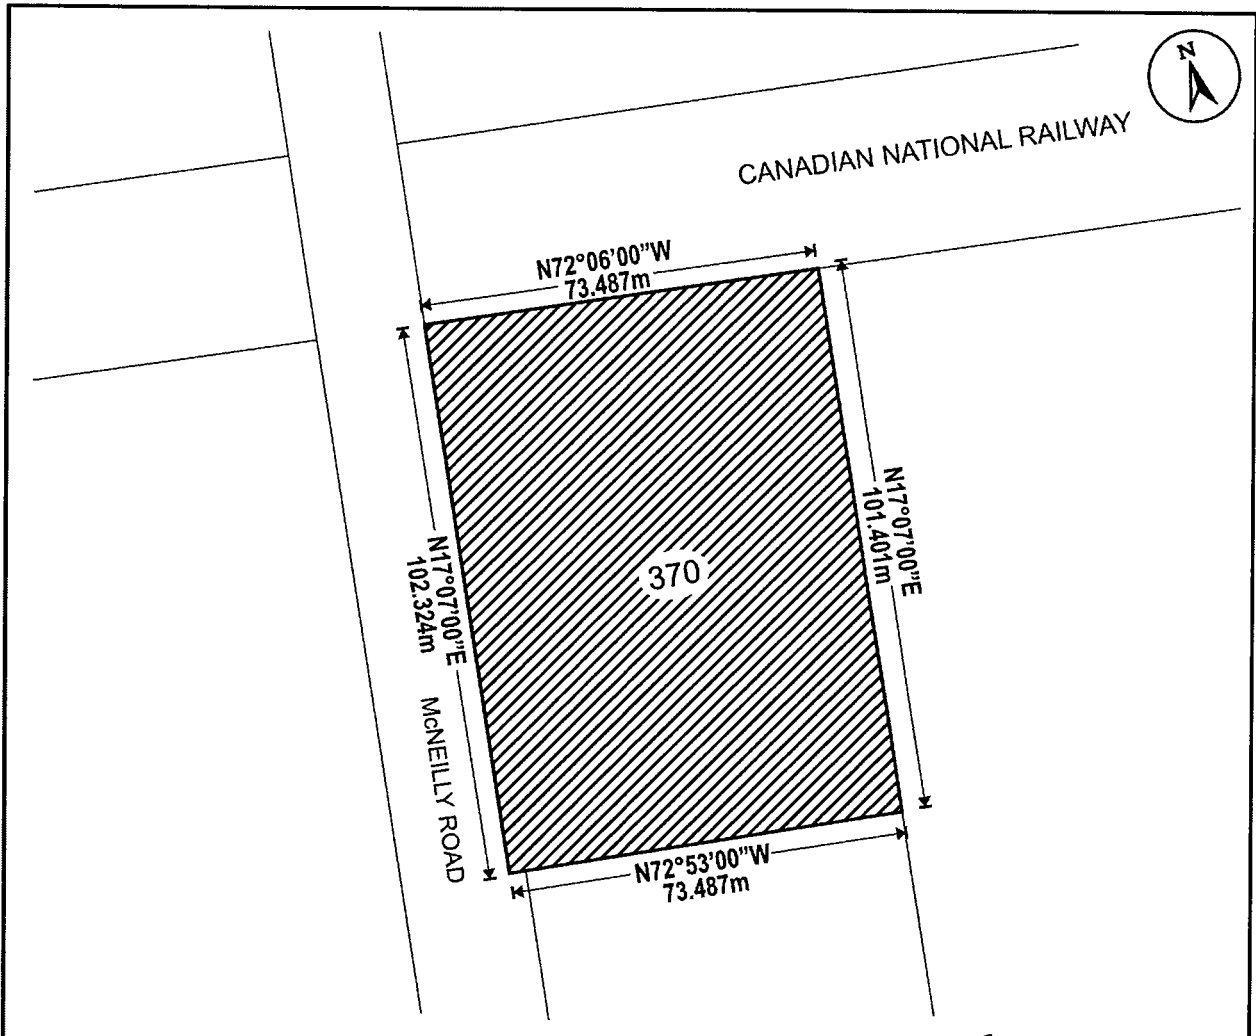 N
CANADIAN NATIONAL RAILWAY
N72°06'00"W
73.487m
N17°07'00"E
101.401m
370
N17°07'00"E
102.324m
McNEILLY ROAD
N72°53'00"W
73.487m